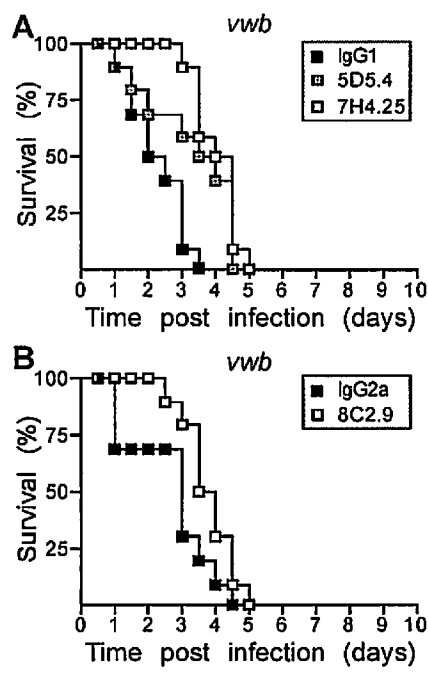 A
vwb
100
75
50
25
Survival (%)
IgG1
5D5.4
7H4.25
0 1 2 3 4 5 6 7 8 9 10
Time post infection (days)
B
vwb
100
75
50
25
Survival (%)
IgG2a
8C2.9
0 1 2 3 4 5 6 7 8 9 10
Time post infection (days)